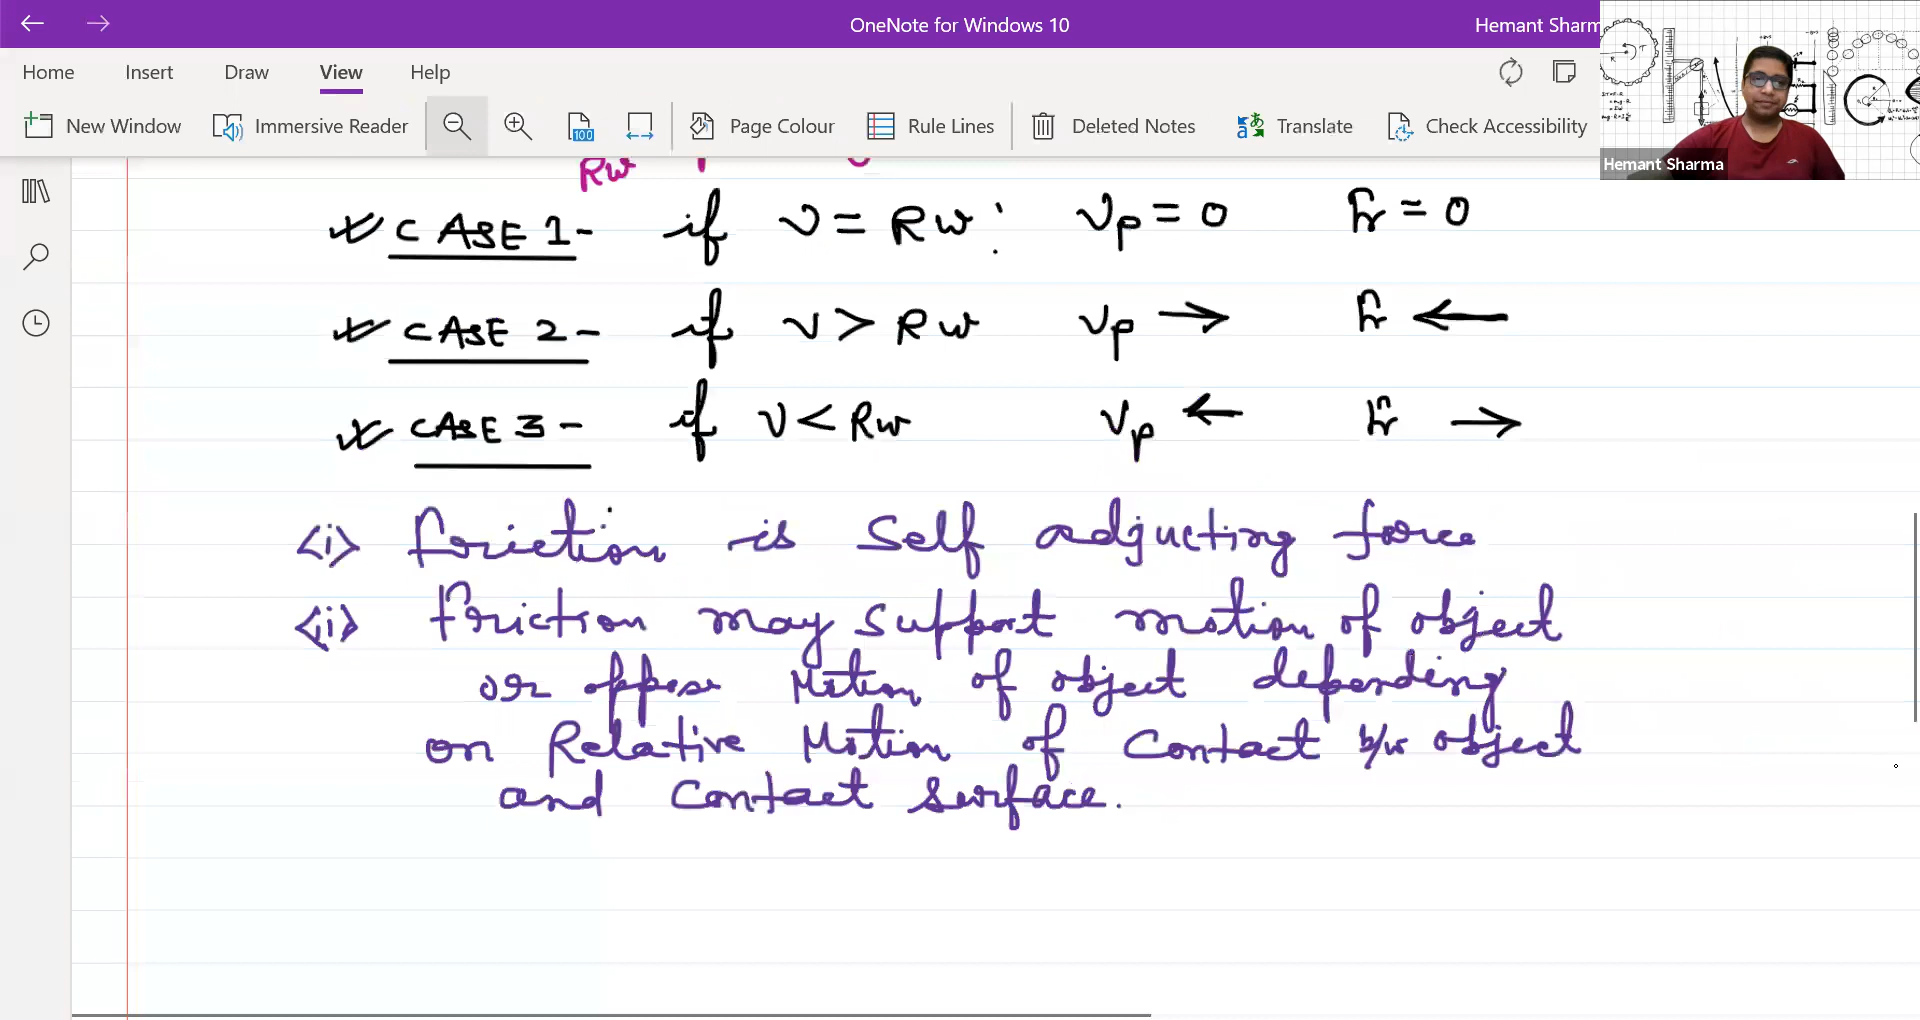 OneNote for Windows 10
Hemant Sharm
Home Insert Draw View Help
New Window Immersive Reader Page Colour Rule Lines Deleted Notes Translate Check Accessibility
Hemant Sharma
Rw
CASE 1- if v = Rw: vp = 0 fr = 0
CASE 2- if v > Rw vp → fr ←
CASE 3- if v < Rw vp ← fr →
<i> friction is self adjucting force
<ii> friction may support motion of object
or oppose Motion of object depending
on Relative Motion of Contact b/w object
and Contact surface.